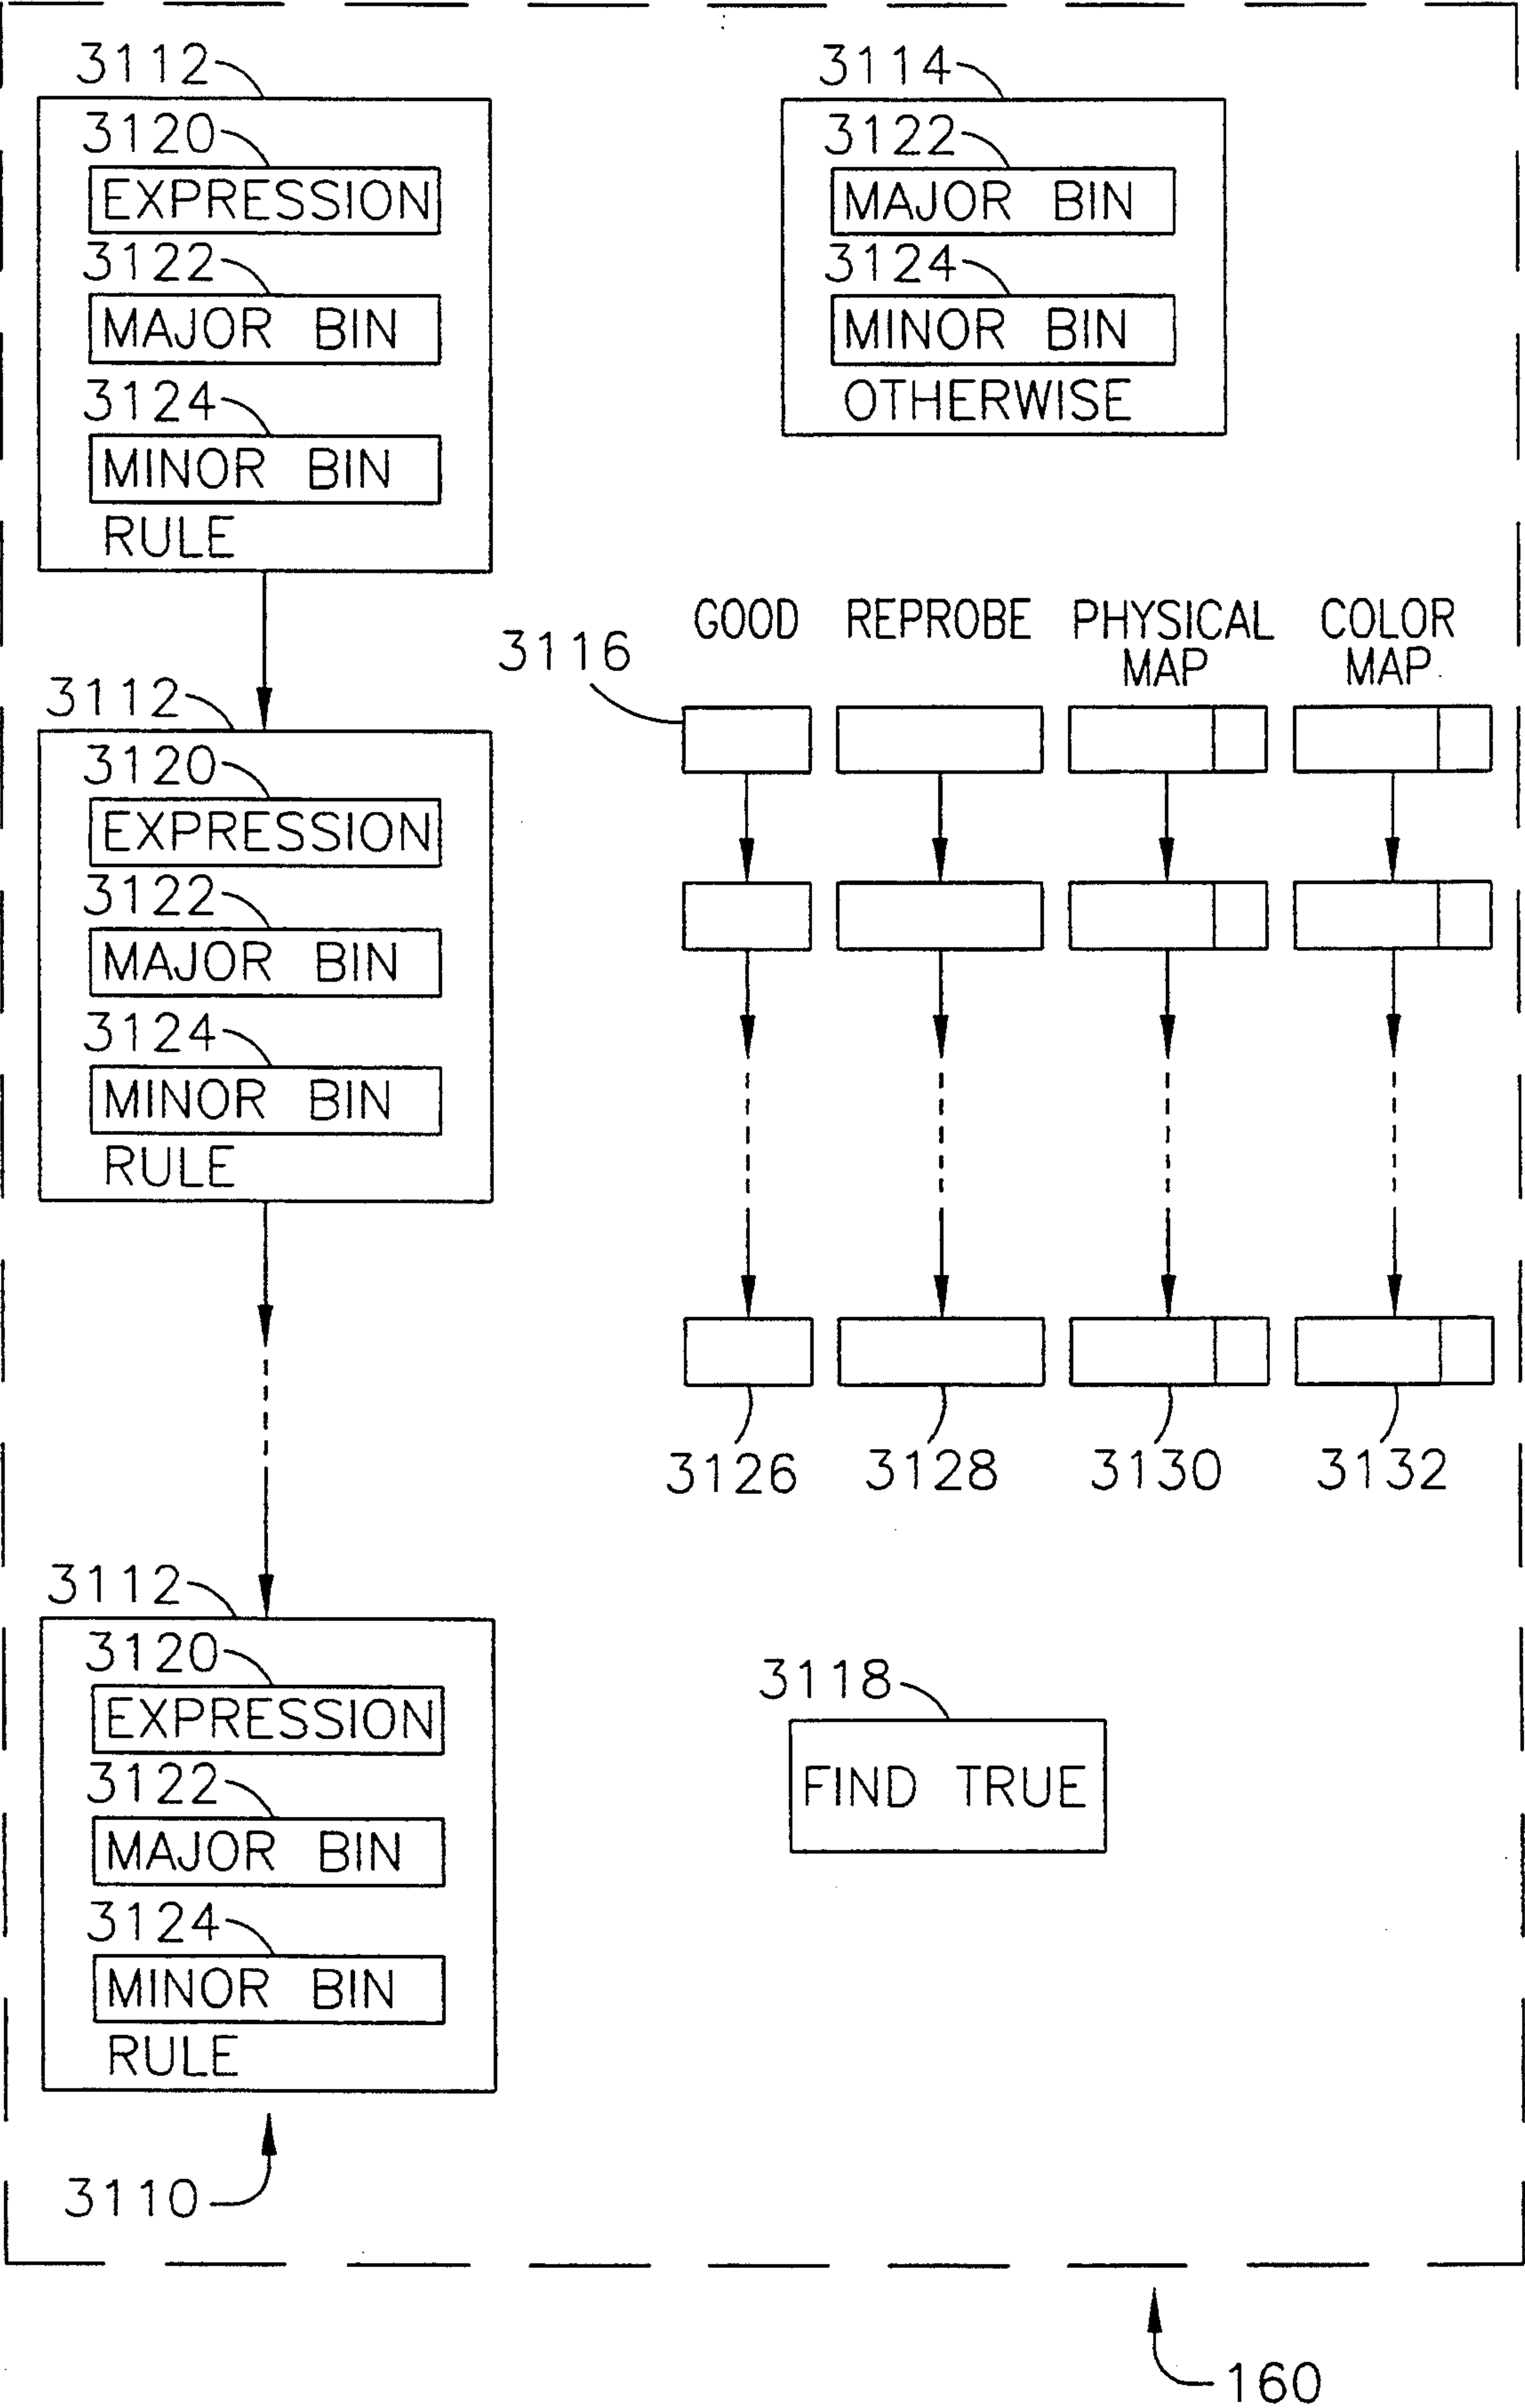 3112
3120
EXPRESSION
3122
MAJOR BIN
3124
MINOR BIN
RULE
3114
3122
MAJOR BIN
3124
MINOR BIN
OTHERWISE
3112
3120
EXPRESSION
3122
MAJOR BIN
3124
MINOR BIN
RULE
3116
GOOD REPROBE PHYSICAL COLOR
MAP MAP
3126 3128 3130 3132
3112
3120
EXPRESSION
3122
MAJOR BIN
3124
MINOR BIN
RULE
3118
FIND TRUE
3110
160